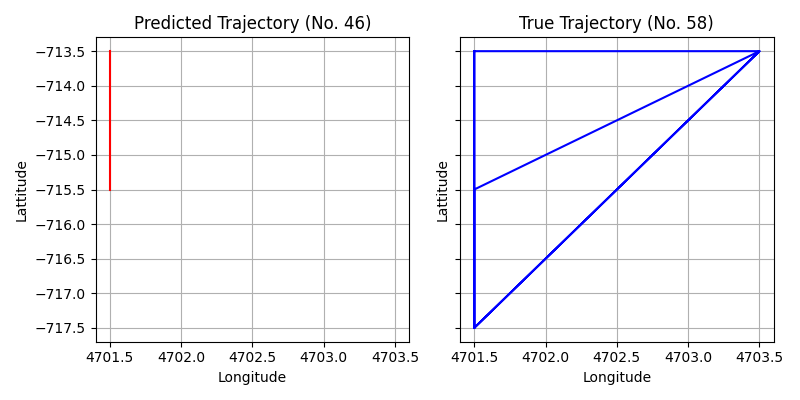 Predicted Trajectory (No. 46)
True Trajectory (No. 58)
−713.5
−714.0
−714.5
−715.0
−715.5
−716.0
−716.5
−717.0
−717.5
Lattitude
Lattitude
4701.5 4702.0 4702.5 4703.0 4703.5
4701.5 4702.0 4702.5 4703.0 4703.5
Longitude
Longitude